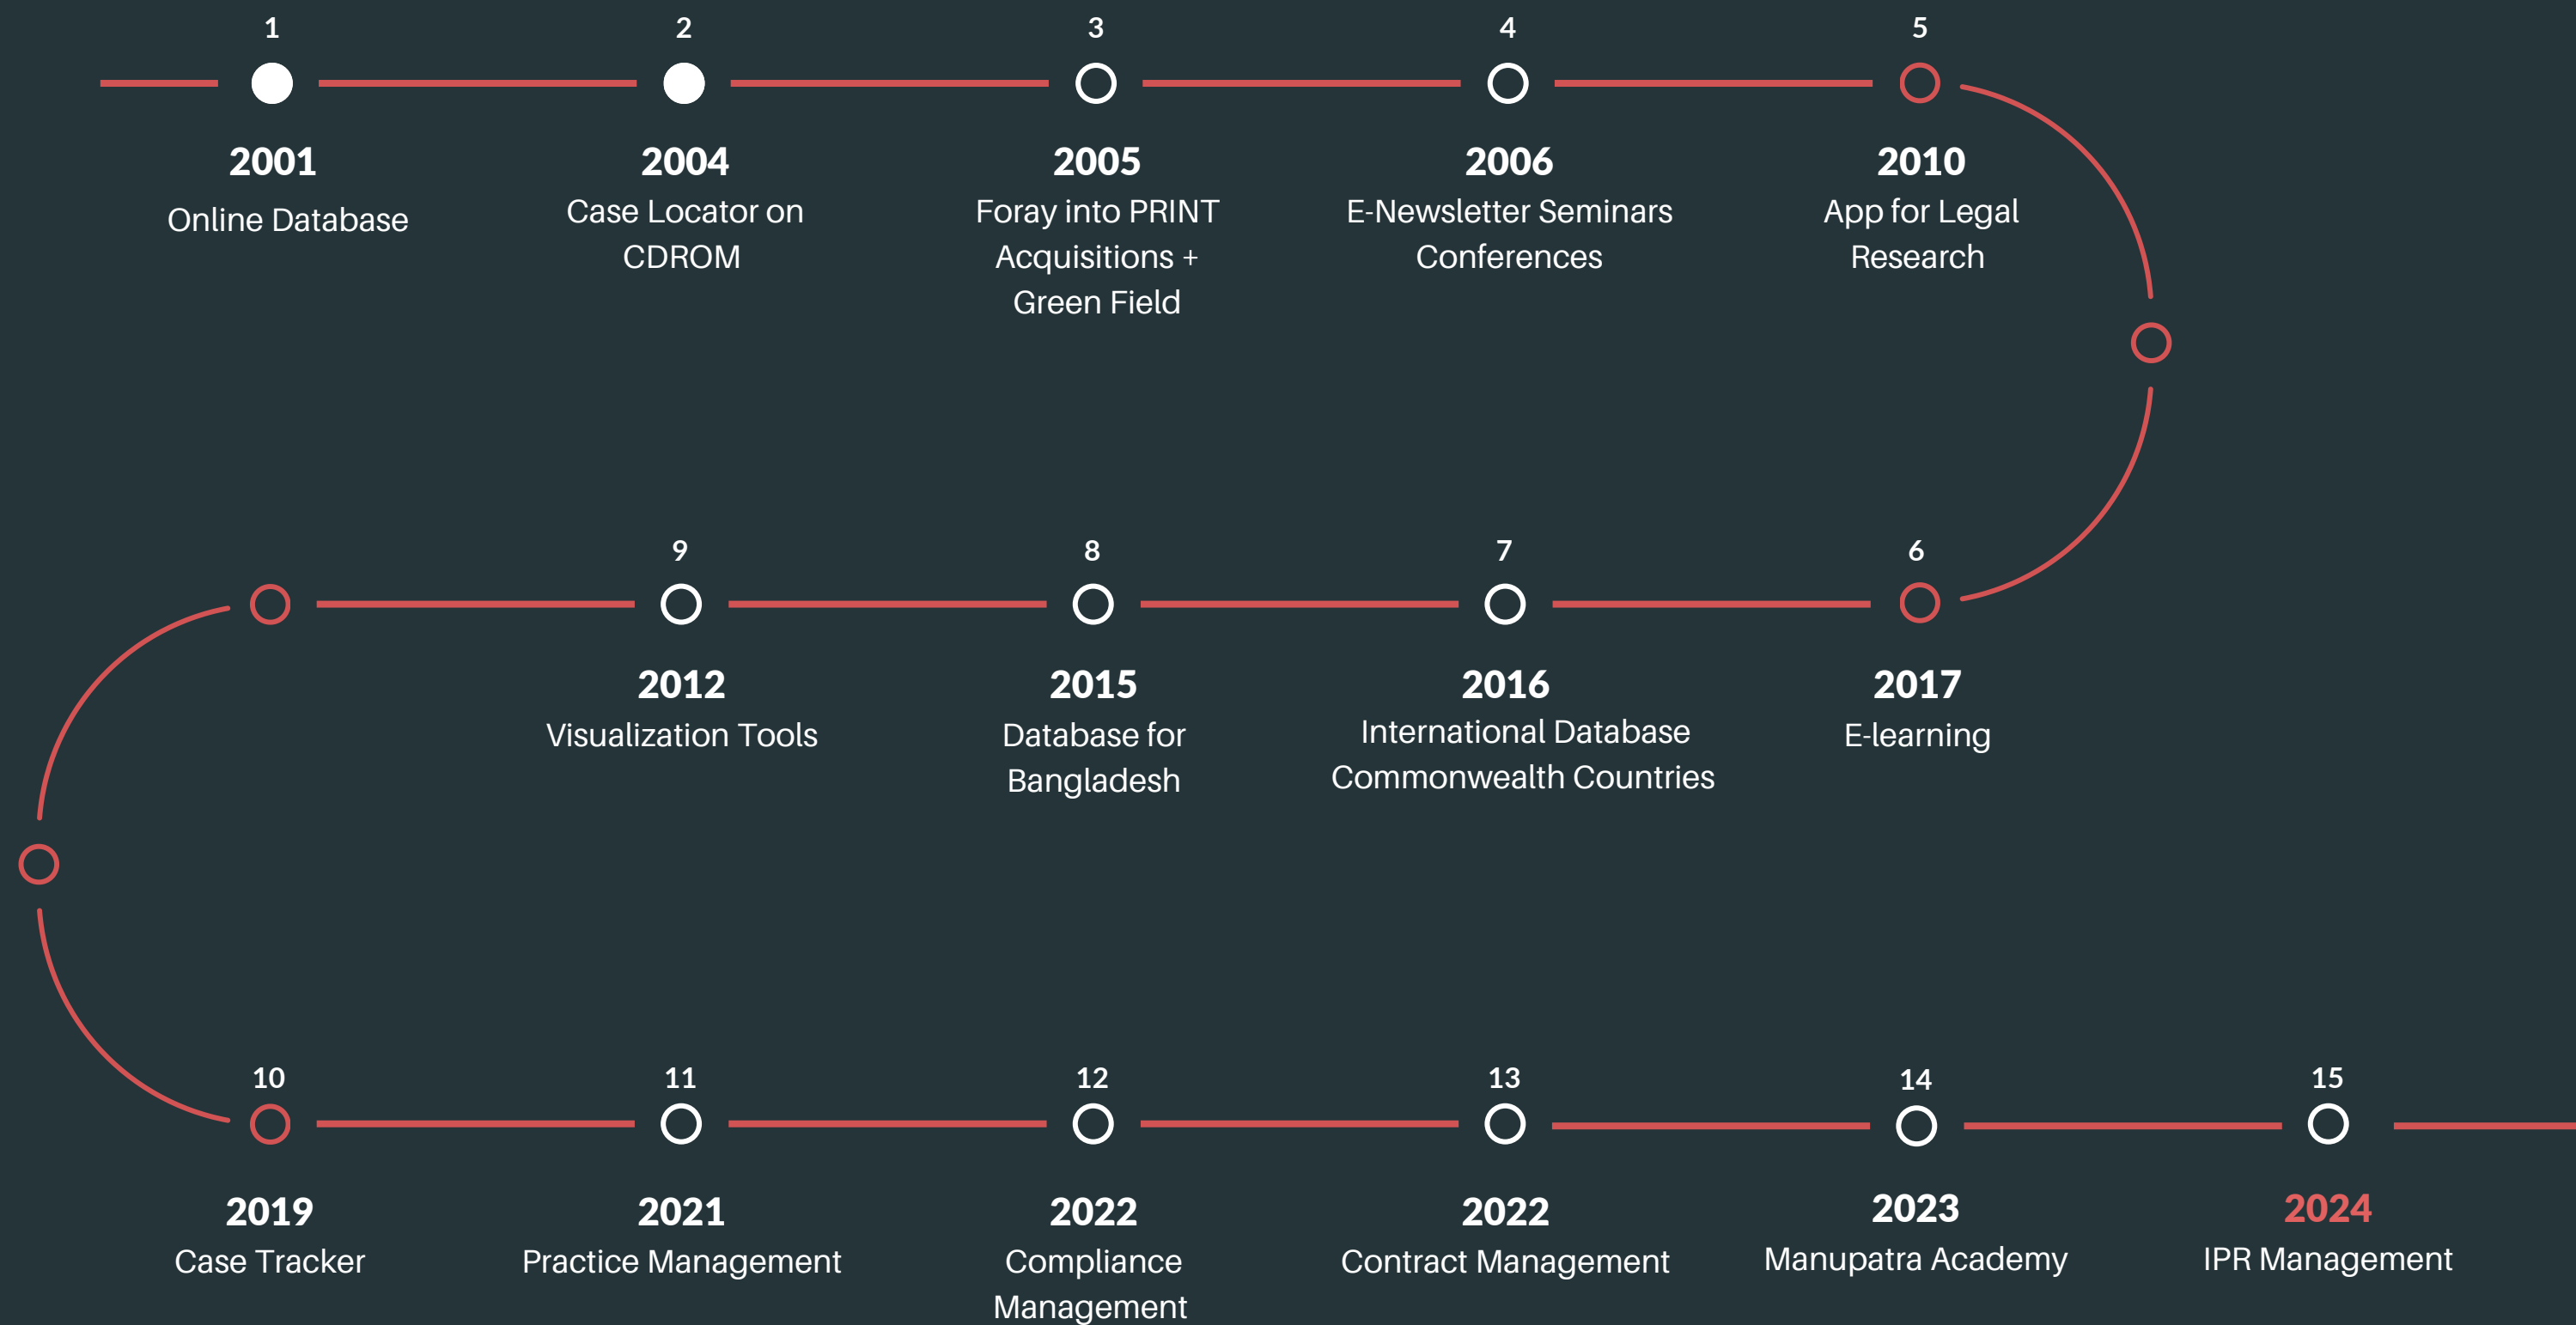 1
2001
Online Database
2
2004
Case Locator on
CDROM
3
2005
Foray into PRINT
Acquisitions +
Green Field
4
2006
E-Newsletter Seminars
Conferences
5
2010
App for Legal
Research
9
2012
Visualization Tools
8
2015
Database for
Bangladesh
7
2016
International Database
Commonwealth Countries
6
2017
E-learning
10
2019
Case Tracker
11
2021
Practice Management
12
2022
Compliance
Management
13
2022
Contract Management
14
2023
Manupatra Academy
15
2024
IPR Management